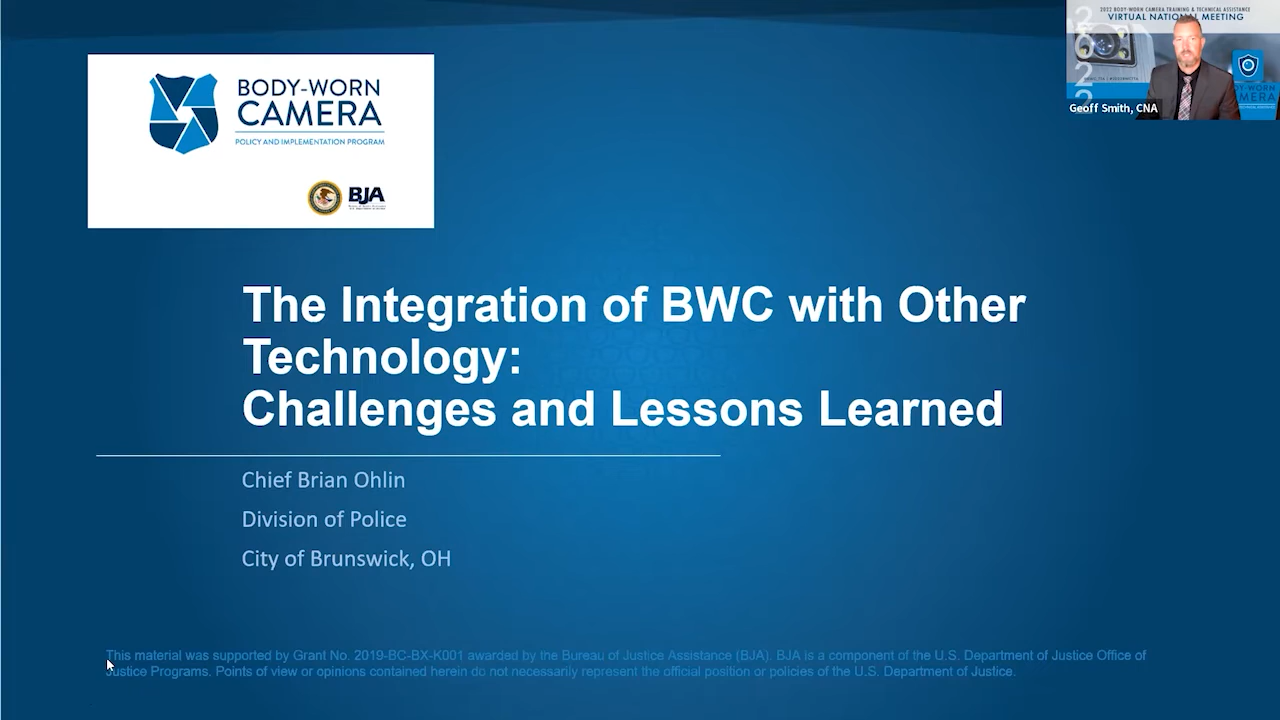 2022 BODY-WORN CAMERA TRAINING & TECHNICAL ASSISTANCE
VIRTUAL NATIONAL MEETING
2022
Geoff Smith, CNA
BODY-WORN
CAMERA
POLICY AND IMPLEMENTATION PROGRAM
BJA
The Integration of BWC with Other
Technology:
Challenges and Lessons Learned
Chief Brian Ohlin
Division of Police
City of Brunswick, OH
This material was supported by Grant No. 2019-BC-BX-K001 awarded by the Bureau of Justice Assistance (BJA). BJA is a component of the U.S. Department of Justice Office of
Justice Programs. Points of view or opinions contained herein do not necessarily represent the official position or policies of the U.S. Department of Justice.